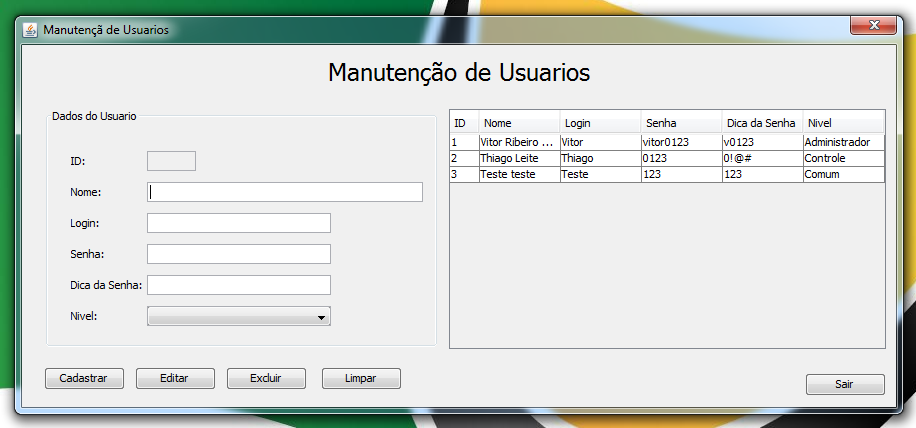 Manutençã de Usuarios
Manutenção de Usuarios
Dados do Usuario
ID:
Nome:
Login:
Senha:
Dica da Senha:
Nivel:
Cadastrar Editar Excluir Limpar
ID Nome Login Senha Dica da Senha Nivel
1 Vitor Ribeiro ... Vitor vitor0123 v0123 Administrador
2 Thiago Leite Thiago 0123 0!@# Controle
3 Teste teste Teste 123 123 Comum
Sair